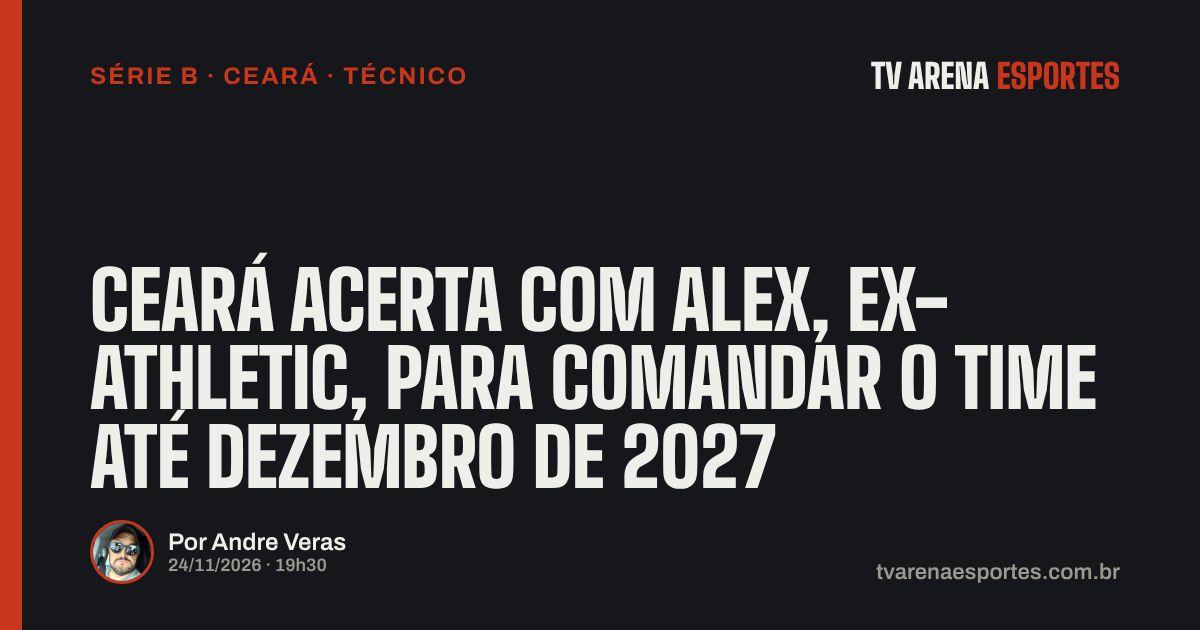 SÉRIE B · CEARÁ · TÉCNICO
TV ARENA ESPORTES
CEARÁ ACERTA COM ALEX, EX-
ATHLETIC, PARA COMANDAR O TIME
ATÉ DEZEMBRO DE 2027
Por Andre Veras
24/11/2026 · 19h30
tvarenaesportes.com.br